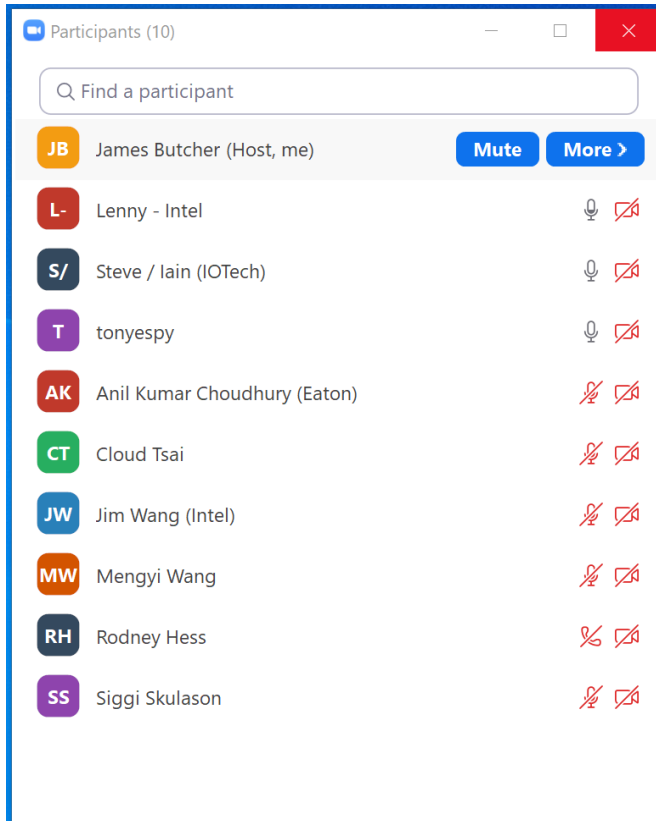 Participants (10)
Find a participant
JB James Butcher (Host, me) Mute More
L- Lenny - Intel
S/ Steve / Iain (IOTech)
T tonyespy
AK Anil Kumar Choudhury (Eaton)
CT Cloud Tsai
JW Jim Wang (Intel)
MW Mengyi Wang
RH Rodney Hess
SS Siggi Skulason